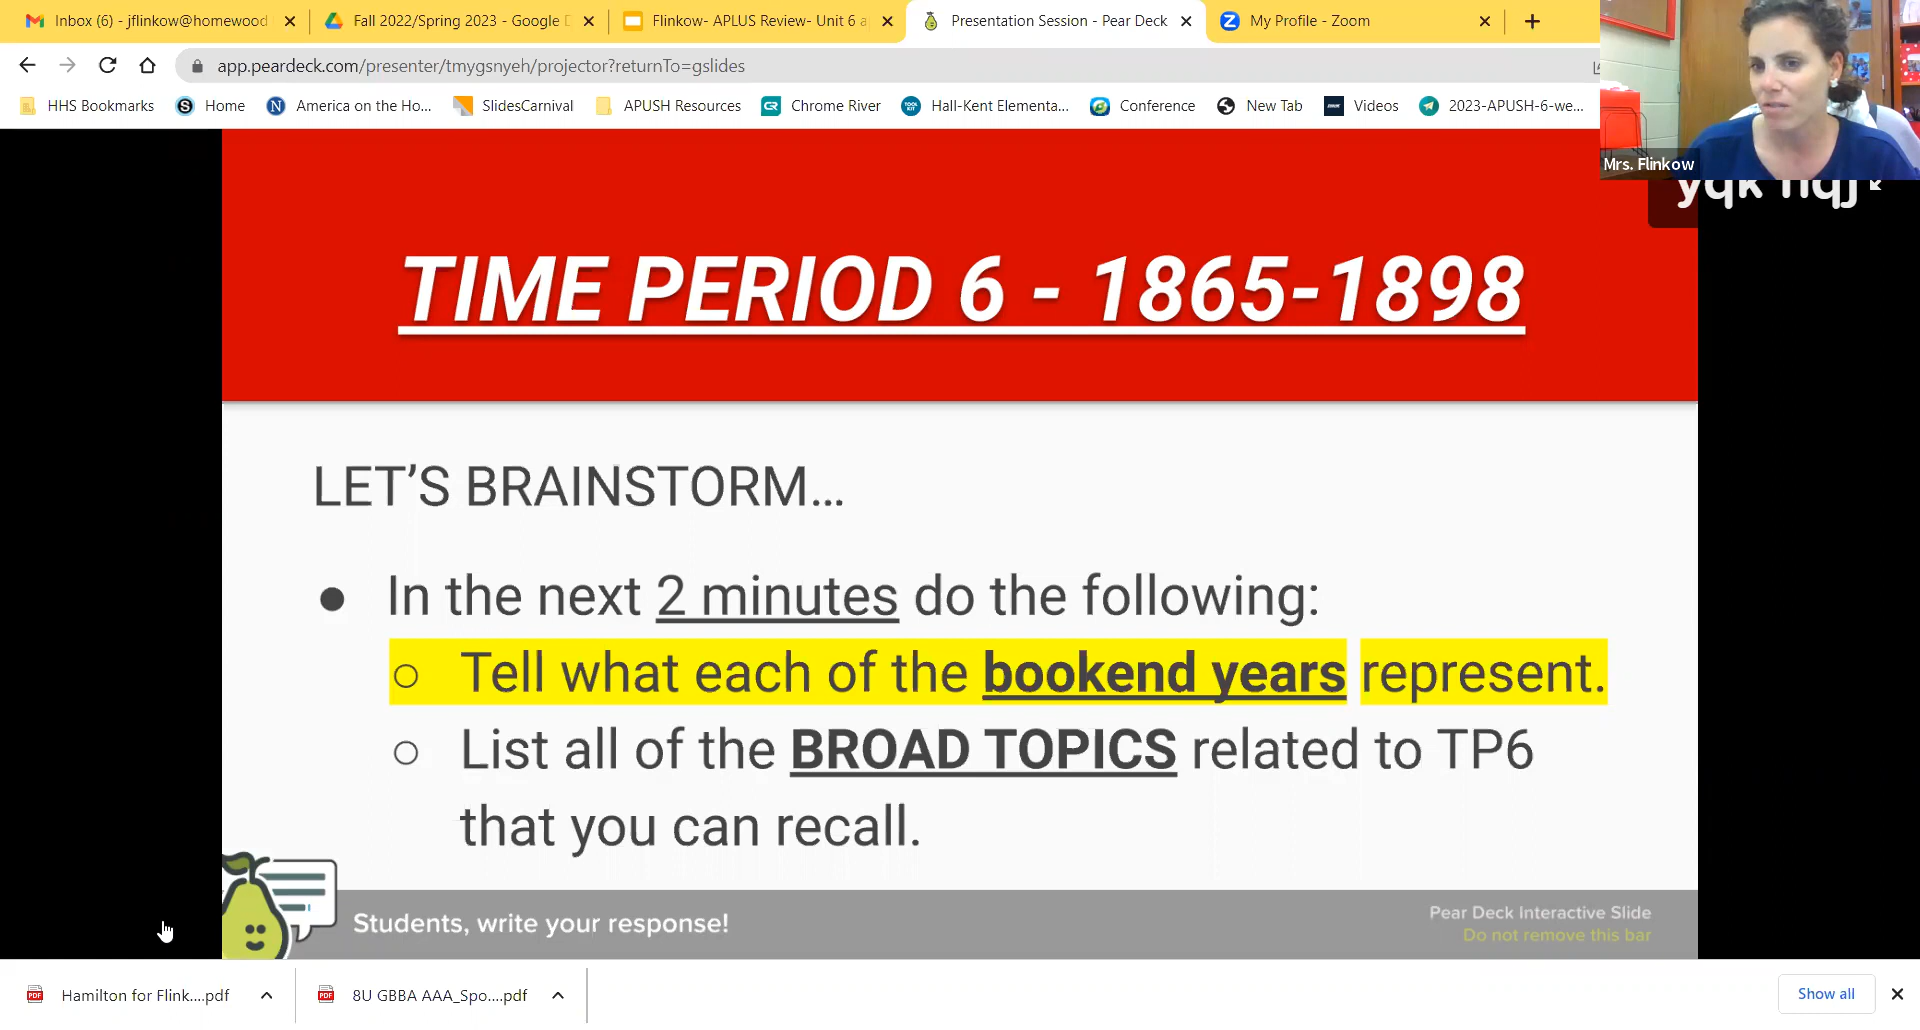 Inbox (6) - jflinkow@homewood
Fall 2022/Spring 2023 - Google D
Flinkow- APLUS Review- Unit 6 a
Presentation Session - Pear Deck
My Profile - Zoom
app.peardeck.com/presenter/tmygsnyeh/projector?returnTo=gslides
HHS Bookmarks
Home
America on the Ho...
SlidesCarnival
APUSH Resources
Chrome River
Hall-Kent Elementa...
Conference
New Tab
Videos
2023-APUSH-6-we...
Mrs. Flinkow
TIME PERIOD 6 - 1865-1898
LET’S BRAINSTORM...
● In the next 2 minutes do the following:
○ Tell what each of the bookend years represent.
○ List all of the BROAD TOPICS related to TP6
that you can recall.
Students, write your response!
Pear Deck Interactive Slide
Do not remove this bar
Hamilton for Flink....pdf
8U GBBA AAA_Spo....pdf
Show all